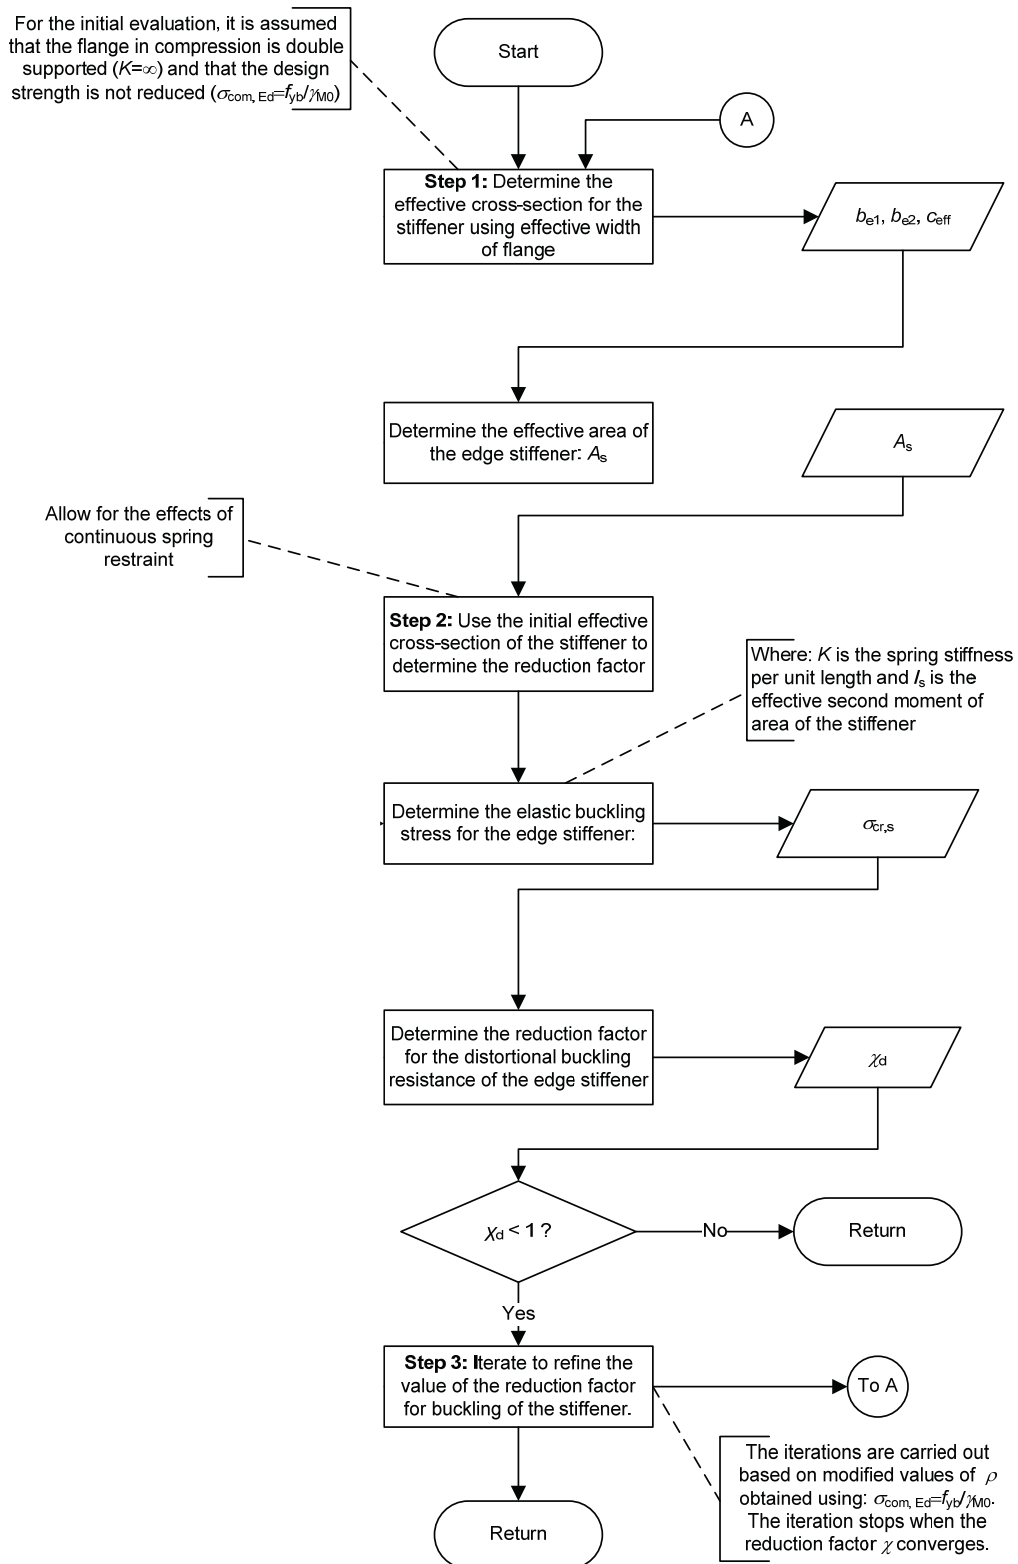 For the initial evaluation, it is assumed
that the flange in compression is double
supported (K=∞) and that the design
strength is not reduced (σcom, Ed=fyb/γM0)
Start
A
Step 1: Determine the
effective cross-section for the
stiffener using effective width
of flange
be1, be2, ceff
Determine the effective area of
the edge stiffener: As
As
Allow for the effects of
continuous spring
restraint
Step 2: Use the initial effective
cross-section of the stiffener to
determine the reduction factor
Where: K is the spring stiffness
per unit length and Is is the
effective second moment of
area of the stiffener
Determine the elastic buckling
stress for the edge stiffener:
σcr,s
Determine the reduction factor
for the distortional buckling
resistance of the edge stiffener
χd
χd < 1 ?
No
Return
Yes
Step 3: Iterate to refine the
value of the reduction factor
for buckling of the stiffener.
To A
The iterations are carried out
based on modified values of ρ
obtained using: σcom, Ed=fyb/γM0.
The iteration stops when the
reduction factor χ converges.
Return